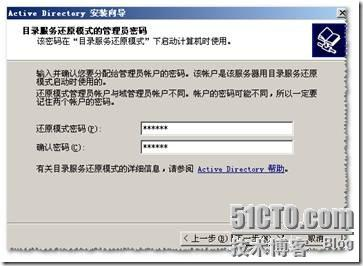 Active Directory 安装向导
目录服务还原模式的管理员密码
该密码在“目录服务还原模式”下启动计算机时使用。
输入并确认您要分配给管理员帐户的密码。该帐户是该服务器用目录服务还原模式启动时使用的。
还原模式管理员帐户与域管理员帐户不同。帐户的密码可能不同，所以一定要记住两个帐户的密码。
还原模式密码(P): ******
确认密码(C): ******
有关目录服务还原模式的详细信息，请参阅 Active Directory 帮助。
<上一步(B) 下一步(N)> 取消
51CTO.com
技术博客 Blog